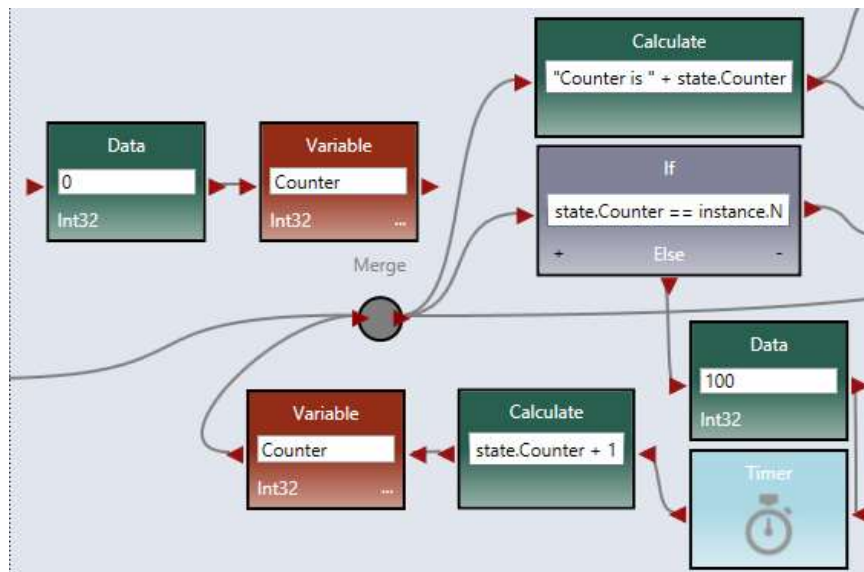 Calculate
"Counter is " + state.Counter
Data
0
Int32
Variable
Counter
Int32
...
If
state.Counter == instance.N
+
Else
-
Merge
Data
100
Int32
Variable
Counter
Int32
...
Calculate
state.Counter + 1
Timer